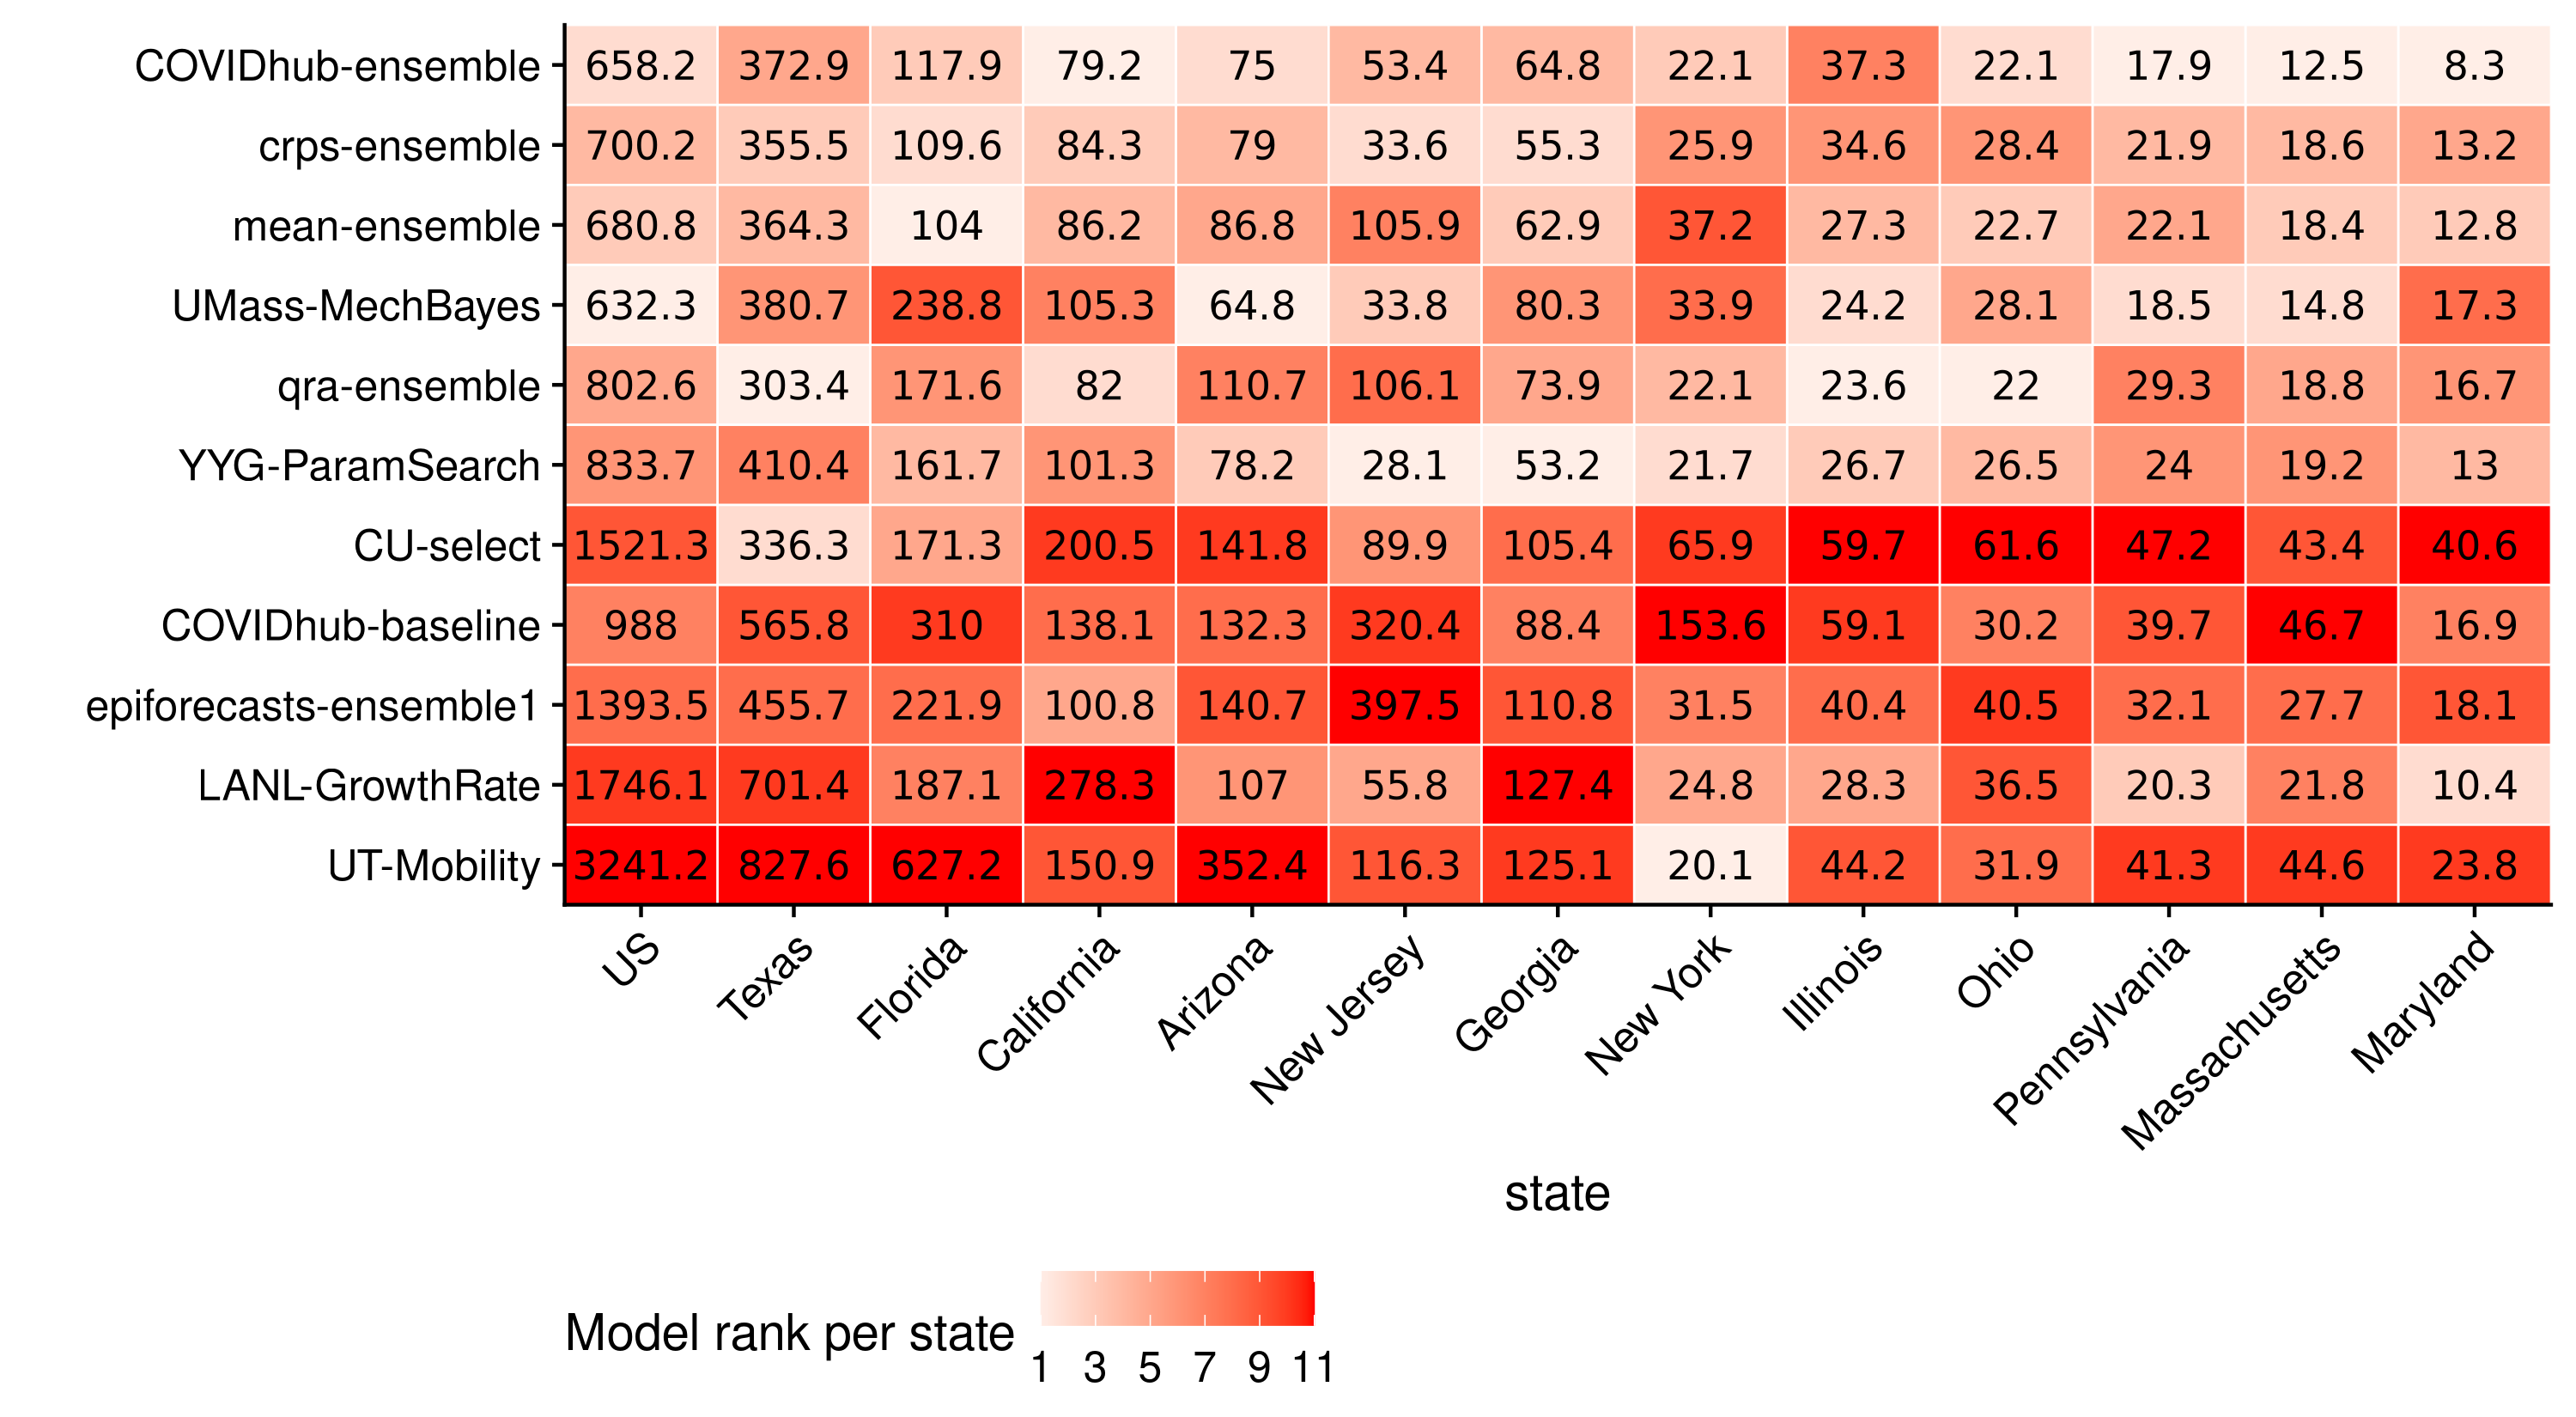 COVIDhub-ensemble 658.2 372.9 117.9 79.2 75 53.4 64.8 22.1 37.3 22.1 17.9 12.5 8.3
crps-ensemble 700.2 355.5 109.6 84.3 79 33.6 55.3 25.9 34.6 28.4 21.9 18.6 13.2
mean-ensemble 680.8 364.3 104 86.2 86.8 105.9 62.9 37.2 27.3 22.7 22.1 18.4 12.8
UMass-MechBayes 632.3 380.7 238.8 105.3 64.8 33.8 80.3 33.9 24.2 28.1 18.5 14.8 17.3
qra-ensemble 802.6 303.4 171.6 82 110.7 106.1 73.9 22.1 23.6 22 29.3 18.8 16.7
YYG-ParamSearch 833.7 410.4 161.7 101.3 78.2 28.1 53.2 21.7 26.7 26.5 24 19.2 13
CU-select 1521.3 336.3 171.3 200.5 141.8 89.9 105.4 65.9 59.7 61.6 47.2 43.4 40.6
COVIDhub-baseline 988 565.8 310 138.1 132.3 320.4 88.4 153.6 59.1 30.2 39.7 46.7 16.9
epiforecasts-ensemble1 1393.5 455.7 221.9 100.8 140.7 397.5 110.8 31.5 40.4 40.5 32.1 27.7 18.1
LANL-GrowthRate 1746.1 701.4 187.1 278.3 107 55.8 127.4 24.8 28.3 36.5 20.3 21.8 10.4
UT-Mobility 3241.2 827.6 627.2 150.9 352.4 116.3 125.1 20.1 44.2 31.9 41.3 44.6 23.8
US Texas Florida California Arizona New Jersey Georgia New York Illinois Ohio Pennsylvania Massachusetts Maryland
state
Model rank per state
1 3 5 7 9 11